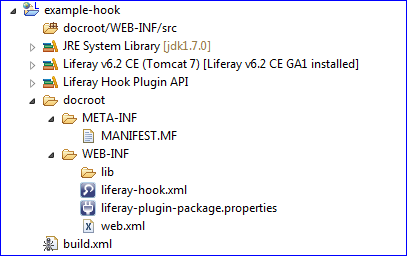 example-hook
docroot/WEB-INF/src
JRE System Library [jdk1.7.0]
Liferay v6.2 CE (Tomcat 7) [Liferay v6.2 CE GA1 installed]
Liferay Hook Plugin API
docroot
META-INF
MANIFEST.MF
WEB-INF
lib
liferay-hook.xml
liferay-plugin-package.properties
web.xml
build.xml